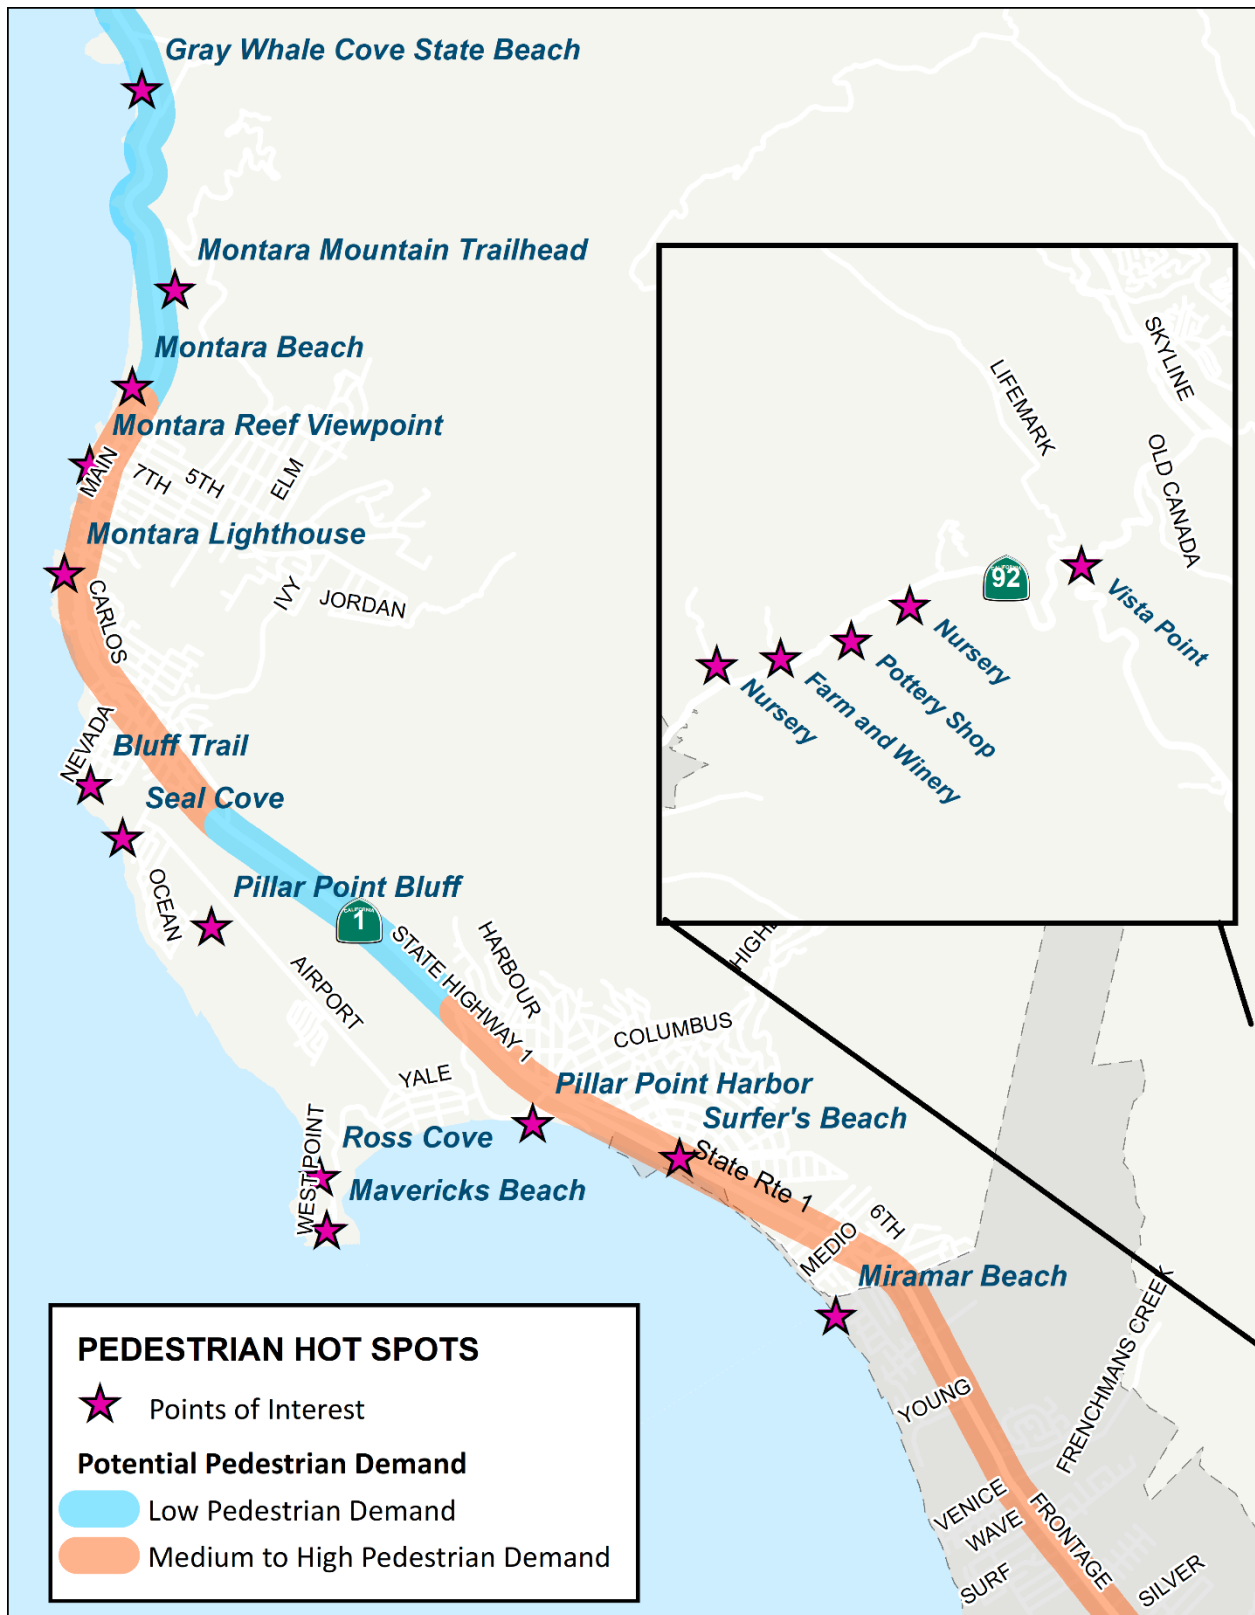 Gray Whale Cove State Beach
Montara Mountain Trailhead
Montara Beach
Montara Reef Viewpoint
MAIN
7TH
5TH
ELM
Montara Lighthouse
CARLOS
IVY
JORDAN
NEVADA
Bluff Trail
Seal Cove
OCEAN
Pillar Point Bluff
CALIFORNIA
1
AIRPORT
STATE HIGHWAY 1
HARBOUR
COLUMBUS
YALE
Pillar Point Harbor
Surfer's Beach
WEST POINT
Ross Cove
Mavericks Beach
State Rte 1
6TH
MEDIO
Miramar Beach
YOUNG
FRENCHMANS CREEK
VENICE
WAVE
SURF
FRONTAGE
SILVER
SKYLINE
LIFEMARK
OLD CANADA
CALIFORNIA
92
Vista Point
Nursery
Pottery Shop
Farm and Winery
Nursery
PEDESTRIAN HOT SPOTS
Points of Interest
Potential Pedestrian Demand
Low Pedestrian Demand
Medium to High Pedestrian Demand